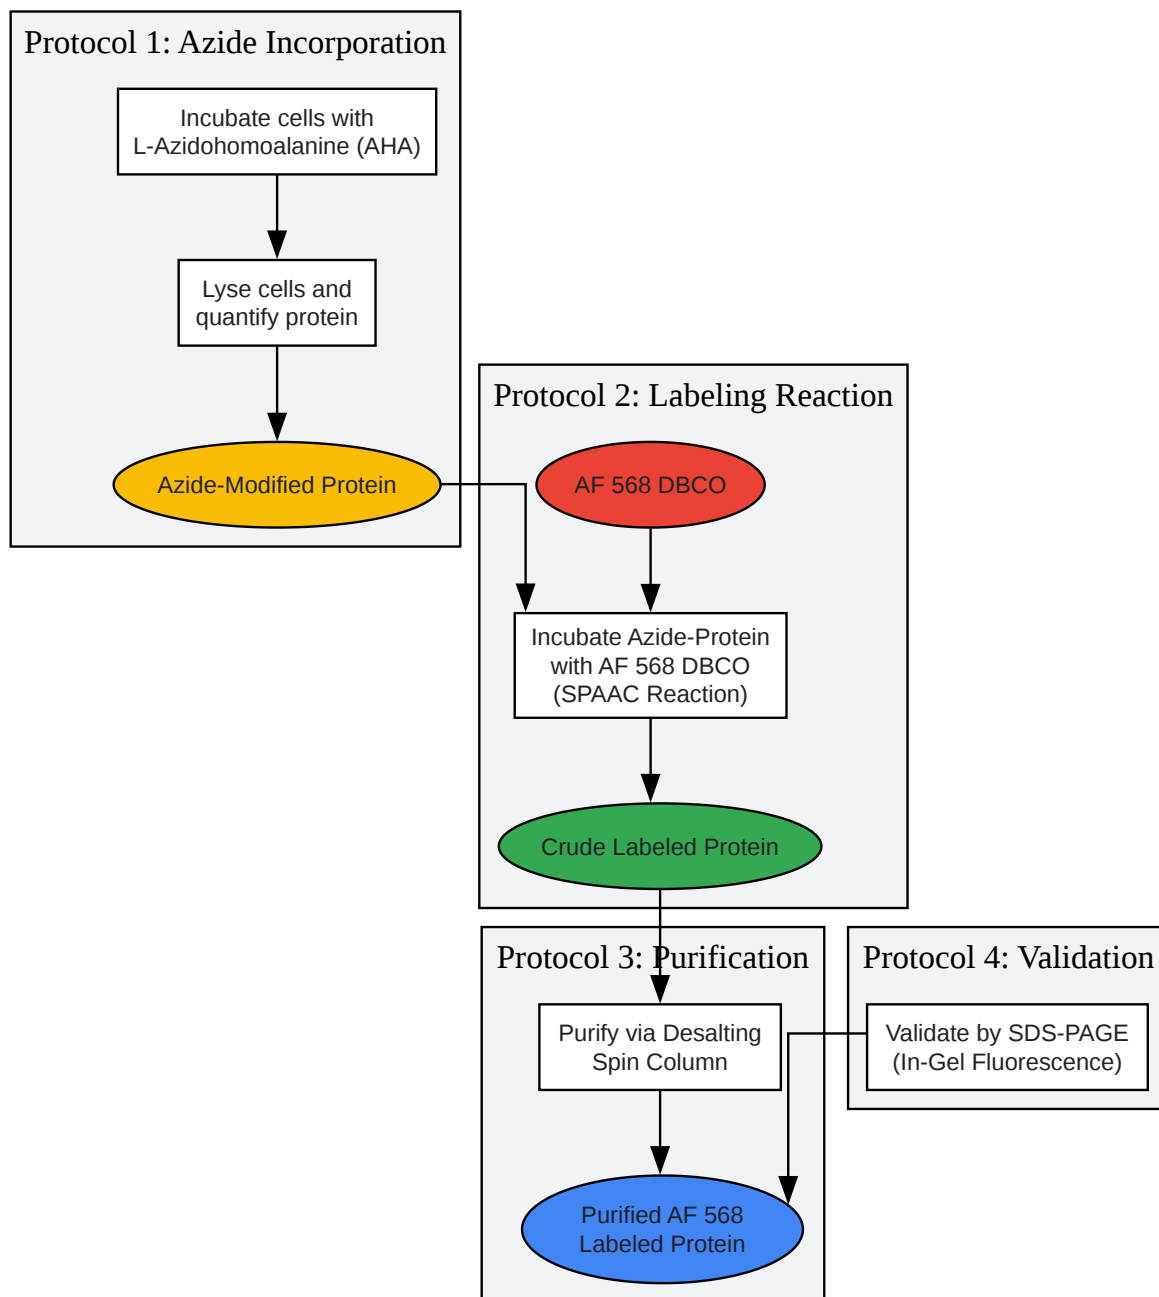 Protocol 1: Azide Incorporation
Incubate cells with
L-Azidohomoalanine (AHA)
Lyse cells and
quantify protein
Azide-Modified Protein
Protocol 2: Labeling Reaction
AF 568 DBCO
Incubate Azide-Protein
with AF 568 DBCO
(SPAAC Reaction)
Crude Labeled Protein
Protocol 3: Purification
Purify via Desalting
Spin Column
Purified AF 568
Labeled Protein
Protocol 4: Validation
Validate by SDS-PAGE
(In-Gel Fluorescence)